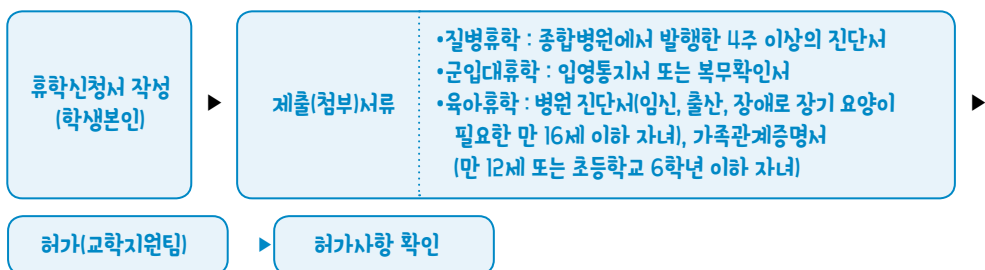 휴학신청서 작성
(학생본인)
▶
제출(첨부)서류
•질병휴학 : 종합병원에서 발행한 4주 이상의 진단서
•군입대휴학 : 입영통지서 또는 복무확인서
•육아휴학 : 병원 진단서(임신, 출산, 장애로 장기 요양이
필요한 만 16세 이하 자녀), 가족관계증명서
(만 12세 또는 초등학교 6학년 이하 자녀)
▶
허가(교학지원팀)
▶
허가사항 확인